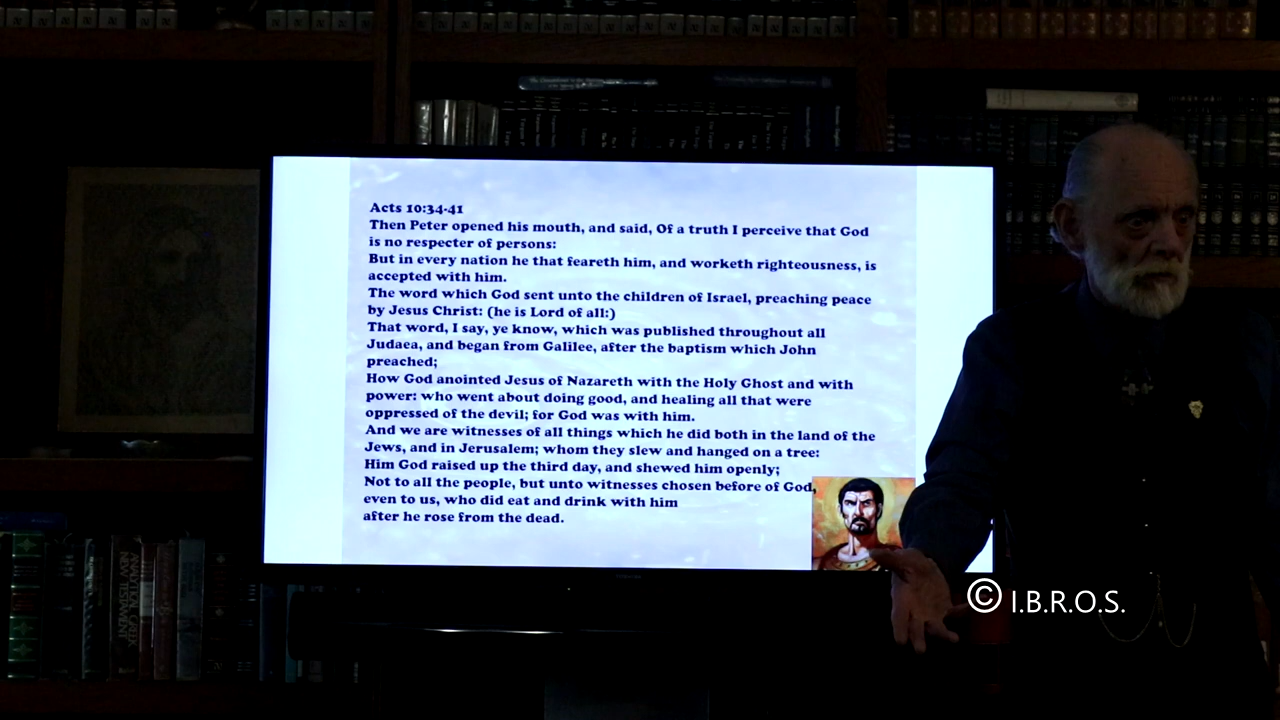 Acts 10:34-41
Then Peter opened his mouth, and said, Of a truth I perceive that God
is no respecter of persons:
But in every nation he that feareth him, and worketh righteousness, is
accepted with him.
The word which God sent unto the children of Israel, preaching peace
by Jesus Christ: (he is Lord of all:)
That word, I say, ye know, which was published throughout all
Judaea, and began from Galilee, after the baptism which John
preached;
How God anointed Jesus of Nazareth with the Holy Ghost and with
power: who went about doing good, and healing all that were
oppressed of the devil; for God was with him.
And we are witnesses of all things which he did both in the land of the
Jews, and in Jerusalem; whom they slew and hanged on a tree:
Him God raised up the third day, and shewed him openly;
Not to all the people, but unto witnesses chosen before of God,
even to us, who did eat and drink with him
after he rose from the dead.
ANALYTICAL GREEK
NEW TESTAMENT
© I.B.R.O.S.